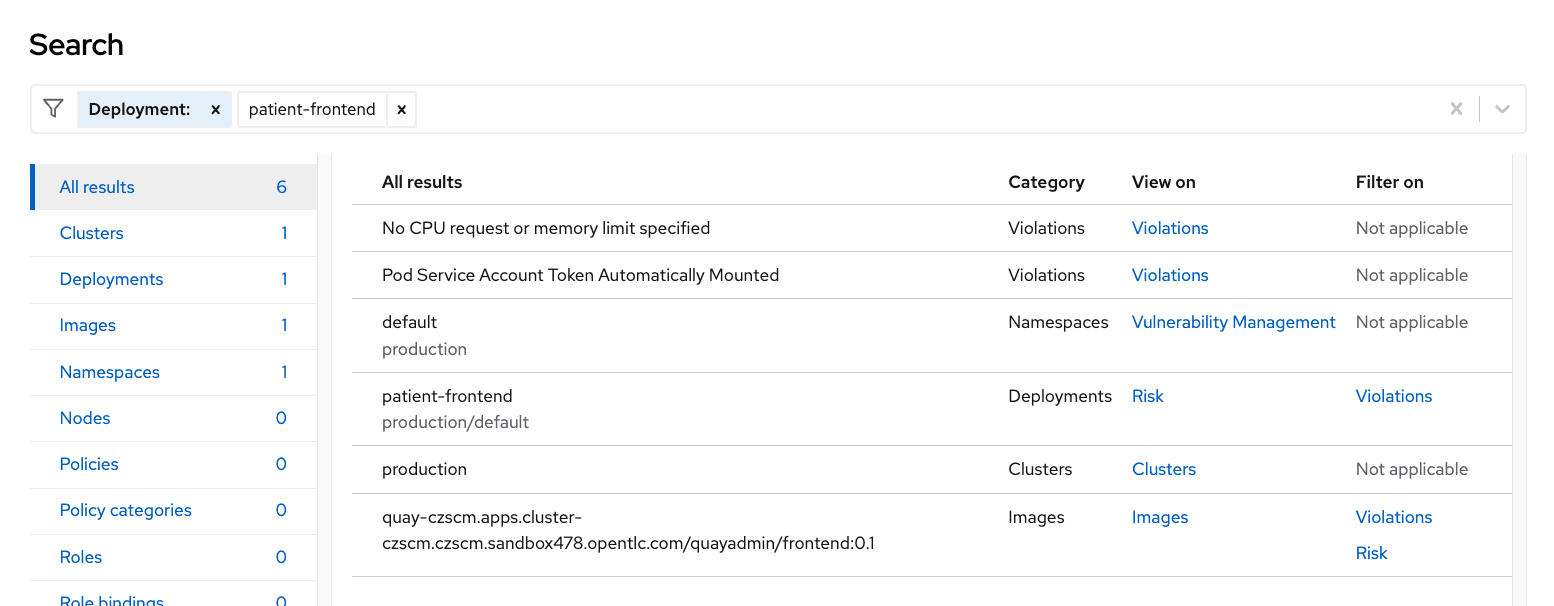 Search
Deployment: × patient-frontend ×
All results 6
Clusters 1
Deployments 1
Images 1
Namespaces 1
Nodes 0
Policies 0
Policy categories 0
Roles 0
Role bindings 0
All results Category View on Filter on
No CPU request or memory limit specified Violations Violations Not applicable
Pod Service Account Token Automatically Mounted Violations Violations Not applicable
default Namespaces Vulnerability Management Not applicable
production
patient-frontend Deployments Risk Violations
production/default
production Clusters Clusters Not applicable
quay-czscm.apps.cluster- Images Images Violations
czscm.czscm.sandbox478.opentlc.com/quayadmin/frontend:0.1
Risk